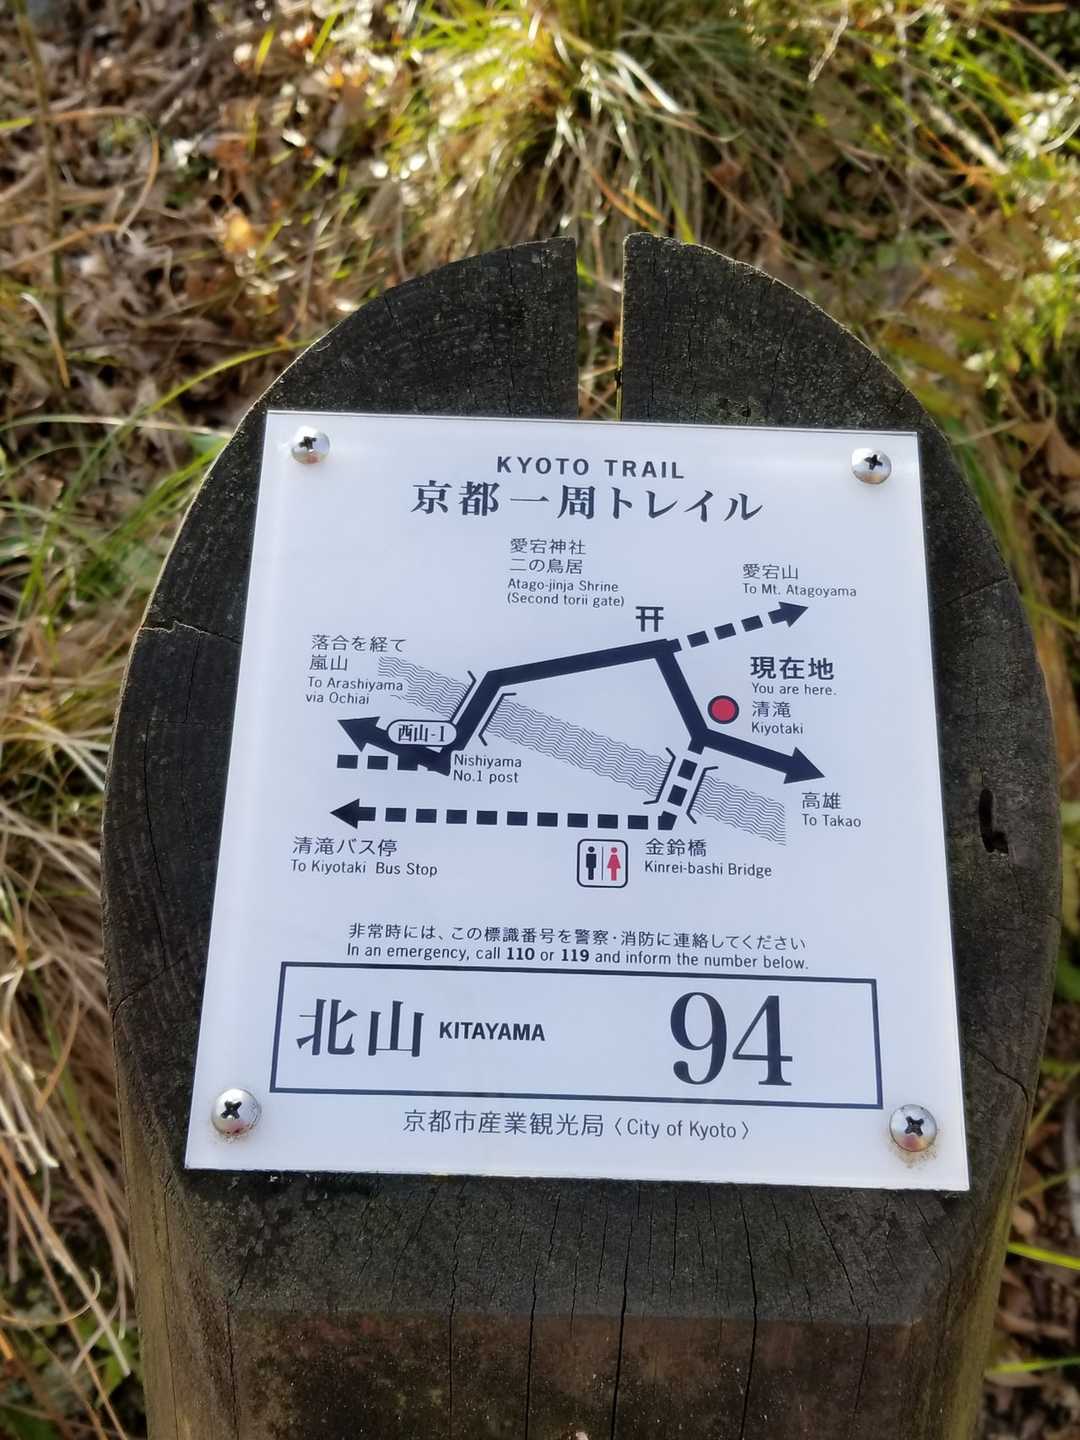 KYOTO TRAIL
京都一周トレイル
愛宕神社
二の鳥居
Atago-jinja Shrine
(Second torii gate)
愛宕山
To Mt. Atagoyama
落合を経て
嵐山
To Arashiyama
via Ochiai
現在地
You are here.
清滝
Kiyotaki
西山-1
Nishiyama
No.1 post
高雄
To Takao
清滝バス停
To Kiyotaki Bus Stop
金鈴橋
Kinrei-bashi Bridge
非常時には、この標識番号を警察・消防に連絡してください
In an emergency, call 110 or 119 and inform the number below.
北山 KITAYAMA 94
京都市産業観光局〈City of Kyoto〉